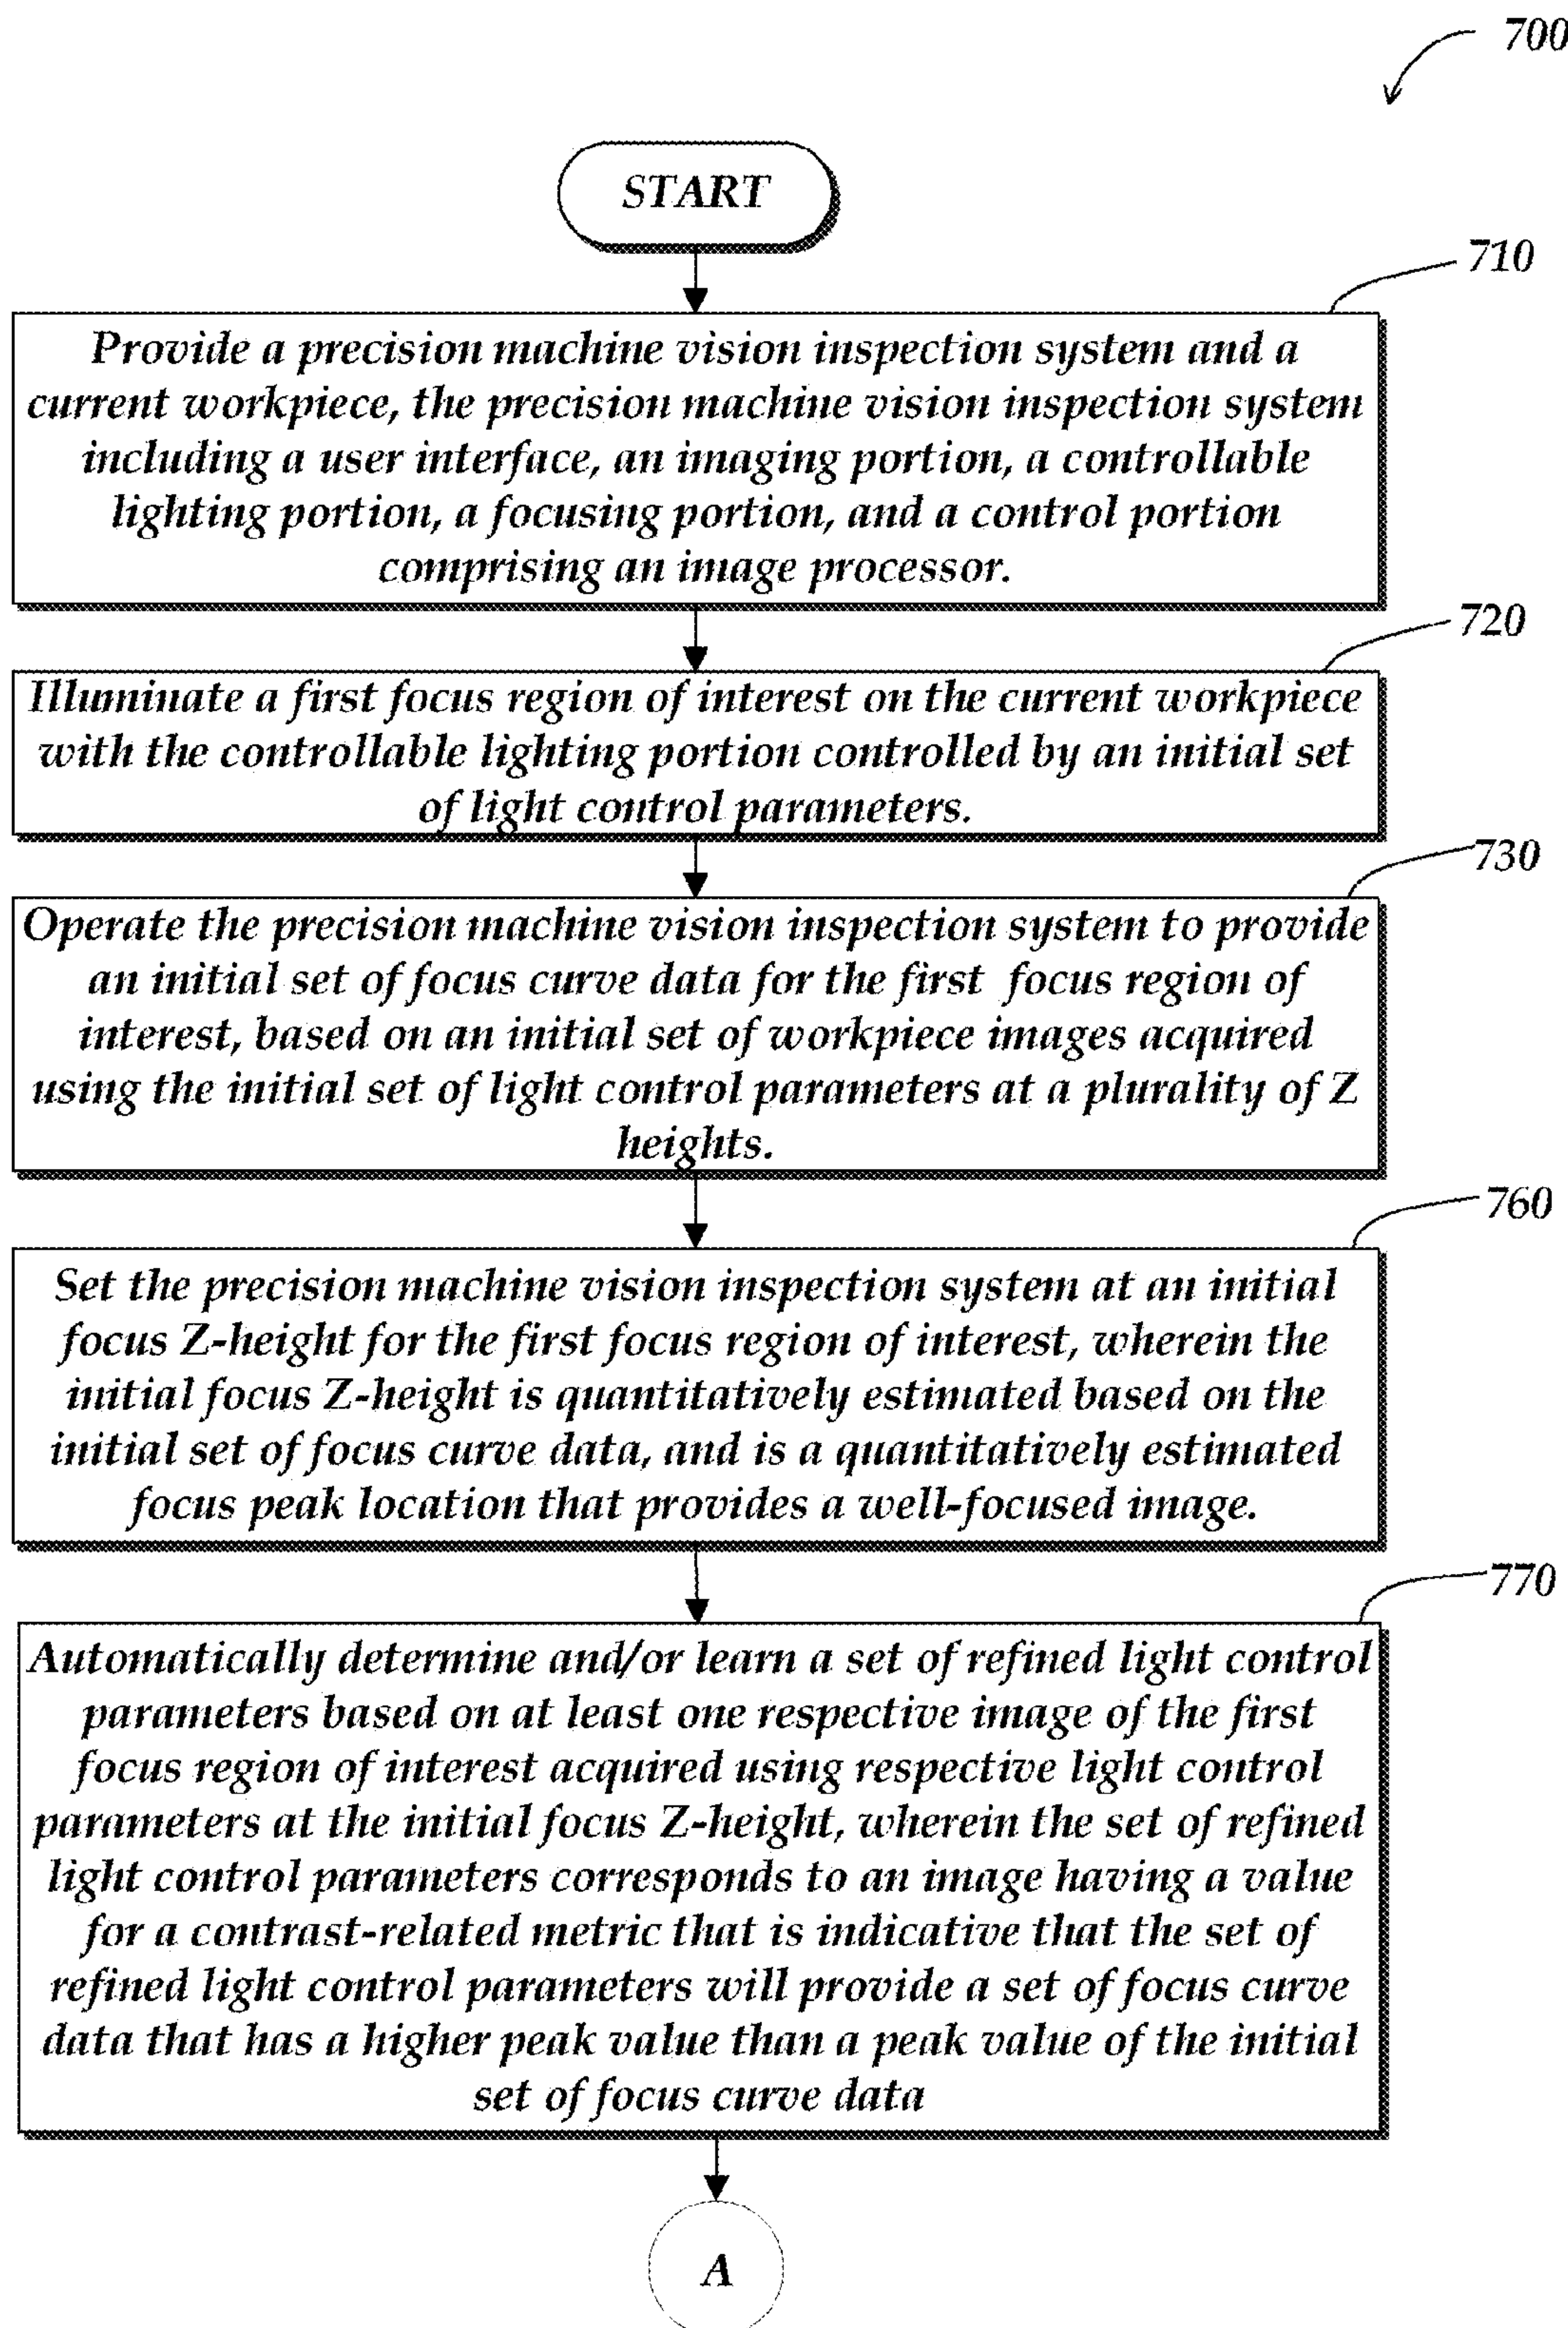 700
START
710
Provide a precision machine vision inspection system and a
current workpiece, the precision machine vision inspection system
including a user interface, an imaging portion, a controllable
lighting portion, a focusing portion, and a control portion
comprising an image processor.
720
Illuminate a first focus region of interest on the current workpiece
with the controllable lighting portion controlled by an initial set
of light control parameters.
730
Operate the precision machine vision inspection system to provide
an initial set of focus curve data for the first focus region of
interest, based on an initial set of workpiece images acquired
using the initial set of light control parameters at a plurality of Z
heights.
760
Set the precision machine vision inspection system at an initial
focus Z-height for the first focus region of interest, wherein the
initial focus Z-height is quantitatively estimated based on the
initial set of focus curve data, and is a quantitatively estimated
focus peak location that provides a well-focused image.
770
Automatically determine and/or learn a set of refined light control
parameters based on at least one respective image of the first
focus region of interest acquired using respective light control
parameters at the initial focus Z-height, wherein the set of refined
light control parameters corresponds to an image having a value
for a contrast-related metric that is indicative that the set of
refined light control parameters will provide a set of focus curve
data that has a higher peak value than a peak value of the initial
set of focus curve data
A